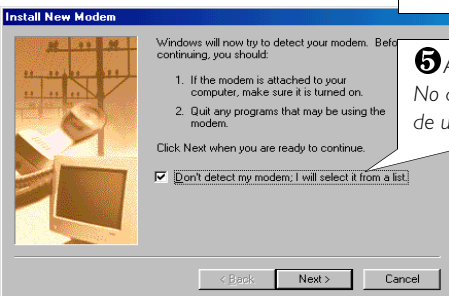 Install New Modem
Windows will now try to detect your modem. Befo
continuing, you should:
1. If the modem is attached to your
computer, make sure it is turned on.
2. Quit any programs that may be using the
modem.
Click Next when you are ready to continue.
Don't detect my modem; I will select it from a list.
< Back
Next >
Cancel
5 A
No
de u